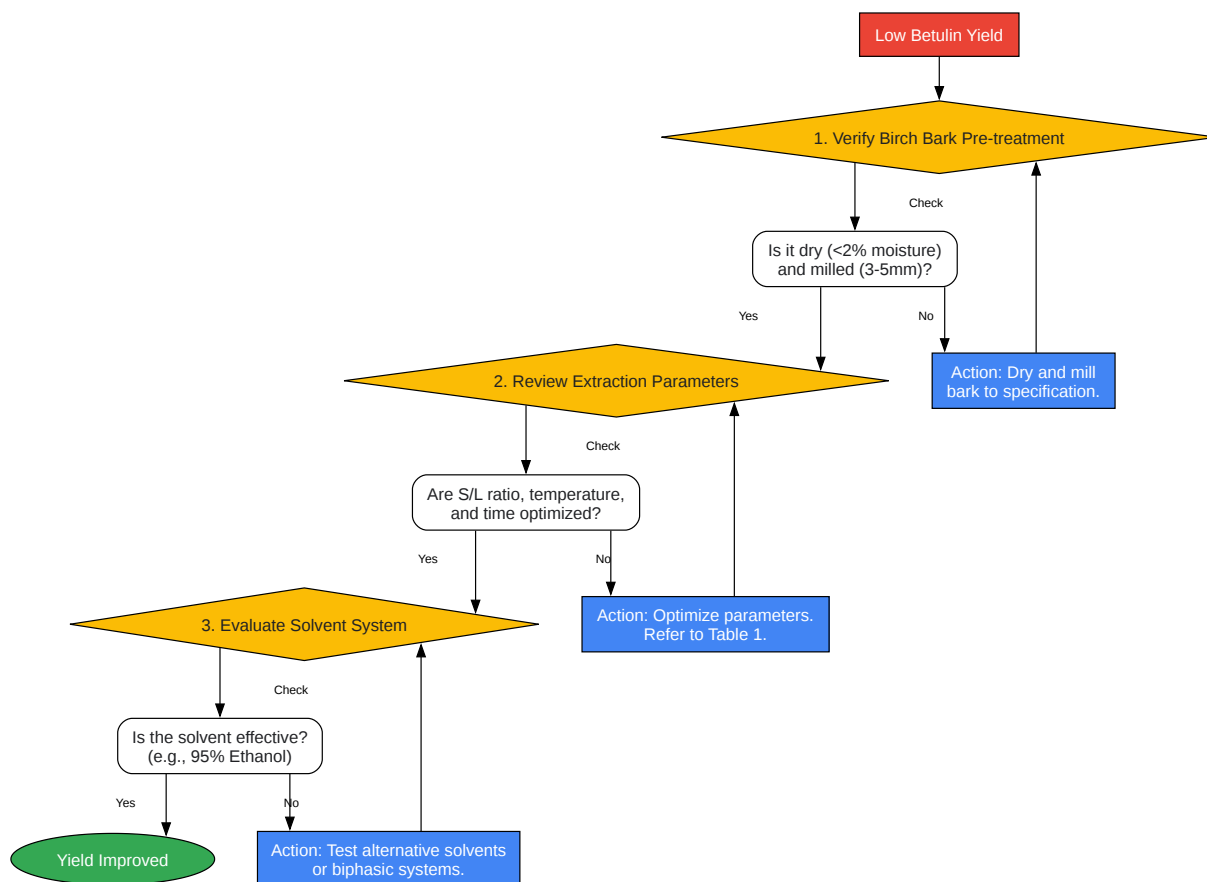 Low Betulin Yield
1. Verify Birch Bark Pre-treatment
Check
Is it dry (<2% moisture)
and milled (3-5mm)?
Yes
No
Action: Dry and mill
bark to specification.
2. Review Extraction Parameters
Check
Are S/L ratio, temperature,
and time optimized?
Yes
No
Action: Optimize parameters.
Refer to Table 1.
3. Evaluate Solvent System
Check
Is the solvent effective?
(e.g., 95% Ethanol)
Yes
No
Yield Improved
Action: Test alternative solvents
or biphasic systems.